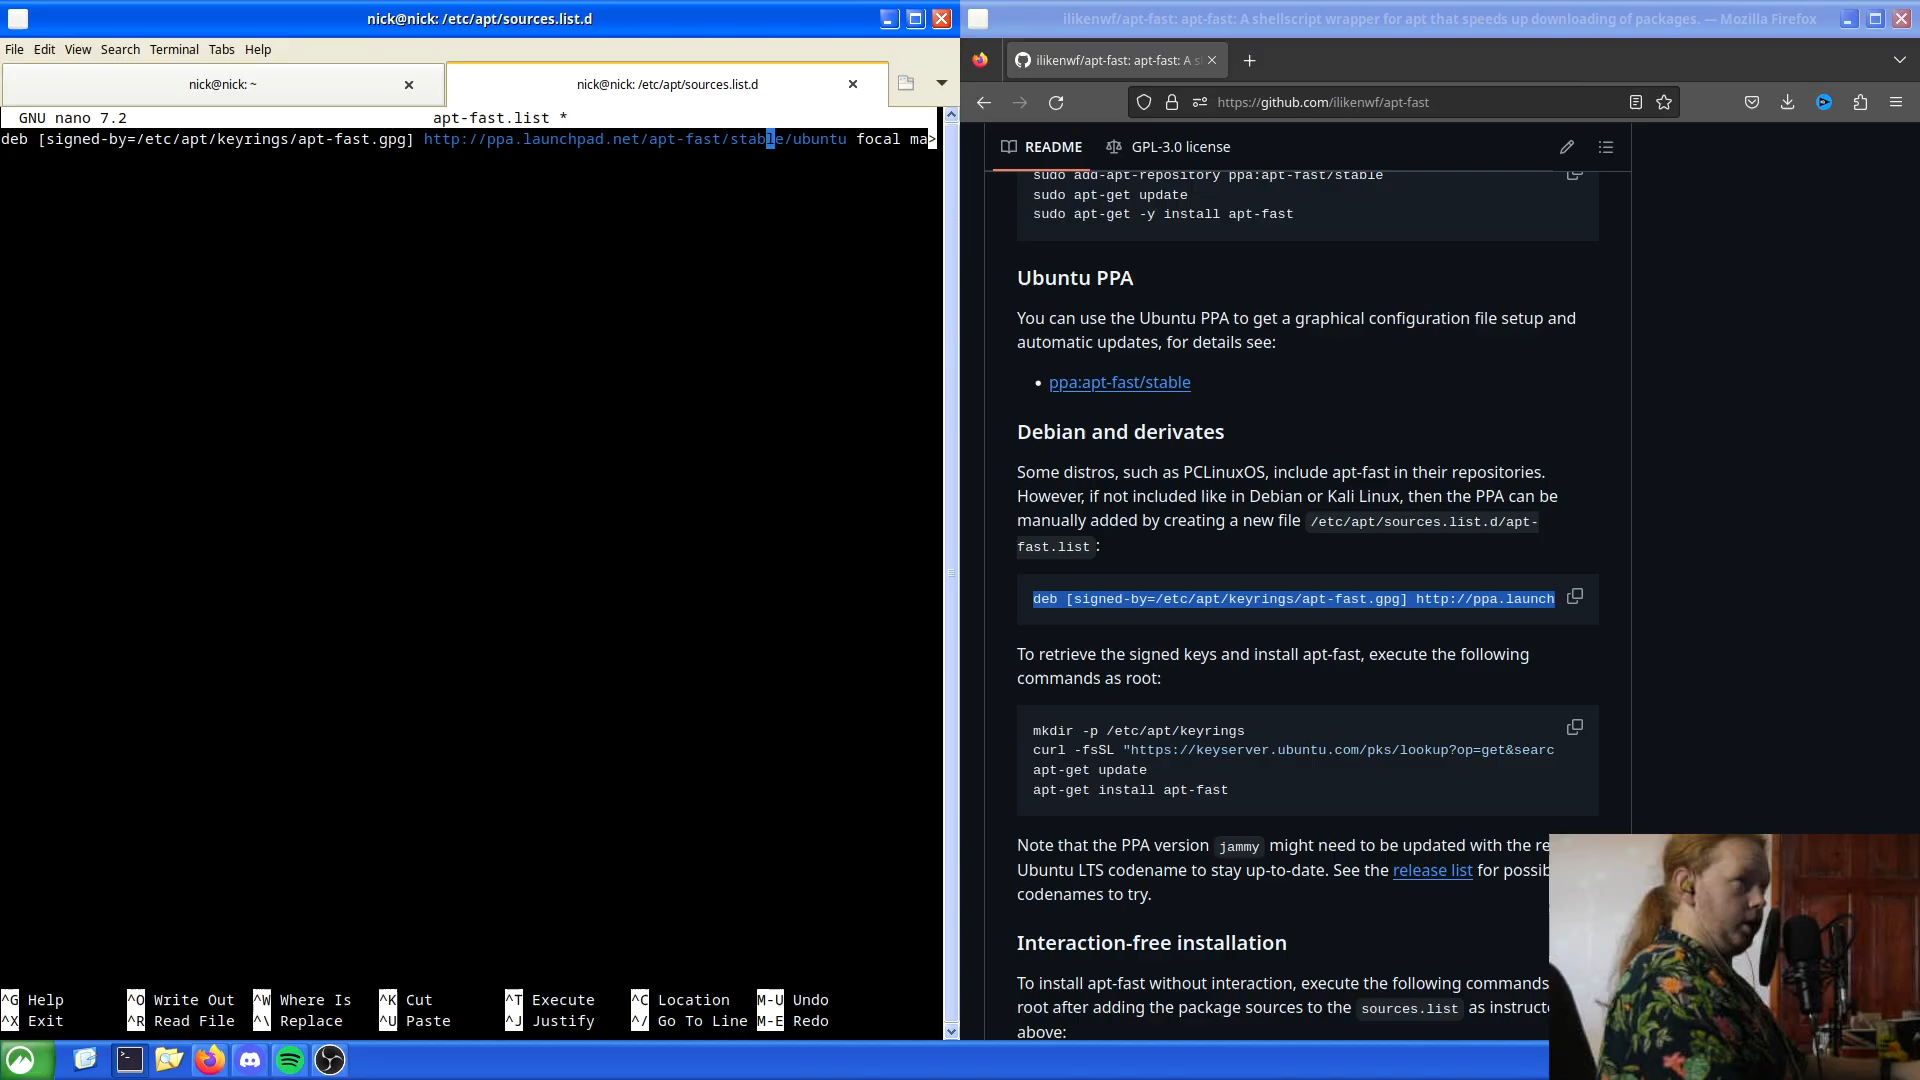 nick@nick: /etc/apt/sources.list.d
File Edit View Search Terminal Tabs Help
nick@nick: ~
nick@nick: /etc/apt/sources.list.d
GNU nano 7.2 apt-fast.list *
deb [signed-by=/etc/apt/keyrings/apt-fast.gpg] http://ppa.launchpad.net/apt-fast/stable/ubuntu focal ma>
^G Help ^O Write Out ^W Where Is ^K Cut ^T Execute ^C Location M-U Undo
^X Exit ^R Read File ^\ Replace ^U Paste ^J Justify ^/ Go To Line M-E Redo
ilikenwf/apt-fast: apt-fast: A shellscript wrapper for apt that speeds up downloading of packages. — Mozilla Firefox
ilikenwf/apt-fast: apt-fast: A s
https://github.com/ilikenwf/apt-fast
README GPL-3.0 license
sudo add-apt-repository ppa:apt-fast/stable
sudo apt-get update
sudo apt-get -y install apt-fast
Ubuntu PPA
You can use the Ubuntu PPA to get a graphical configuration file setup and
automatic updates, for details see:
• ppa:apt-fast/stable
Debian and derivates
Some distros, such as PCLinuxOS, include apt-fast in their repositories.
However, if not included like in Debian or Kali Linux, then the PPA can be
manually added by creating a new file /etc/apt/sources.list.d/apt-
fast.list :
deb [signed-by=/etc/apt/keyrings/apt-fast.gpg] http://ppa.launch
To retrieve the signed keys and install apt-fast, execute the following
commands as root:
mkdir -p /etc/apt/keyrings
curl -fsSL "https://keyserver.ubuntu.com/pks/lookup?op=get&searc
apt-get update
apt-get install apt-fast
Note that the PPA version jammy might need to be updated with the re
Ubuntu LTS codename to stay up-to-date. See the release list for possib
codenames to try.
Interaction-free installation
To install apt-fast without interaction, execute the following commands
root after adding the package sources to the sources.list as instruct
above: